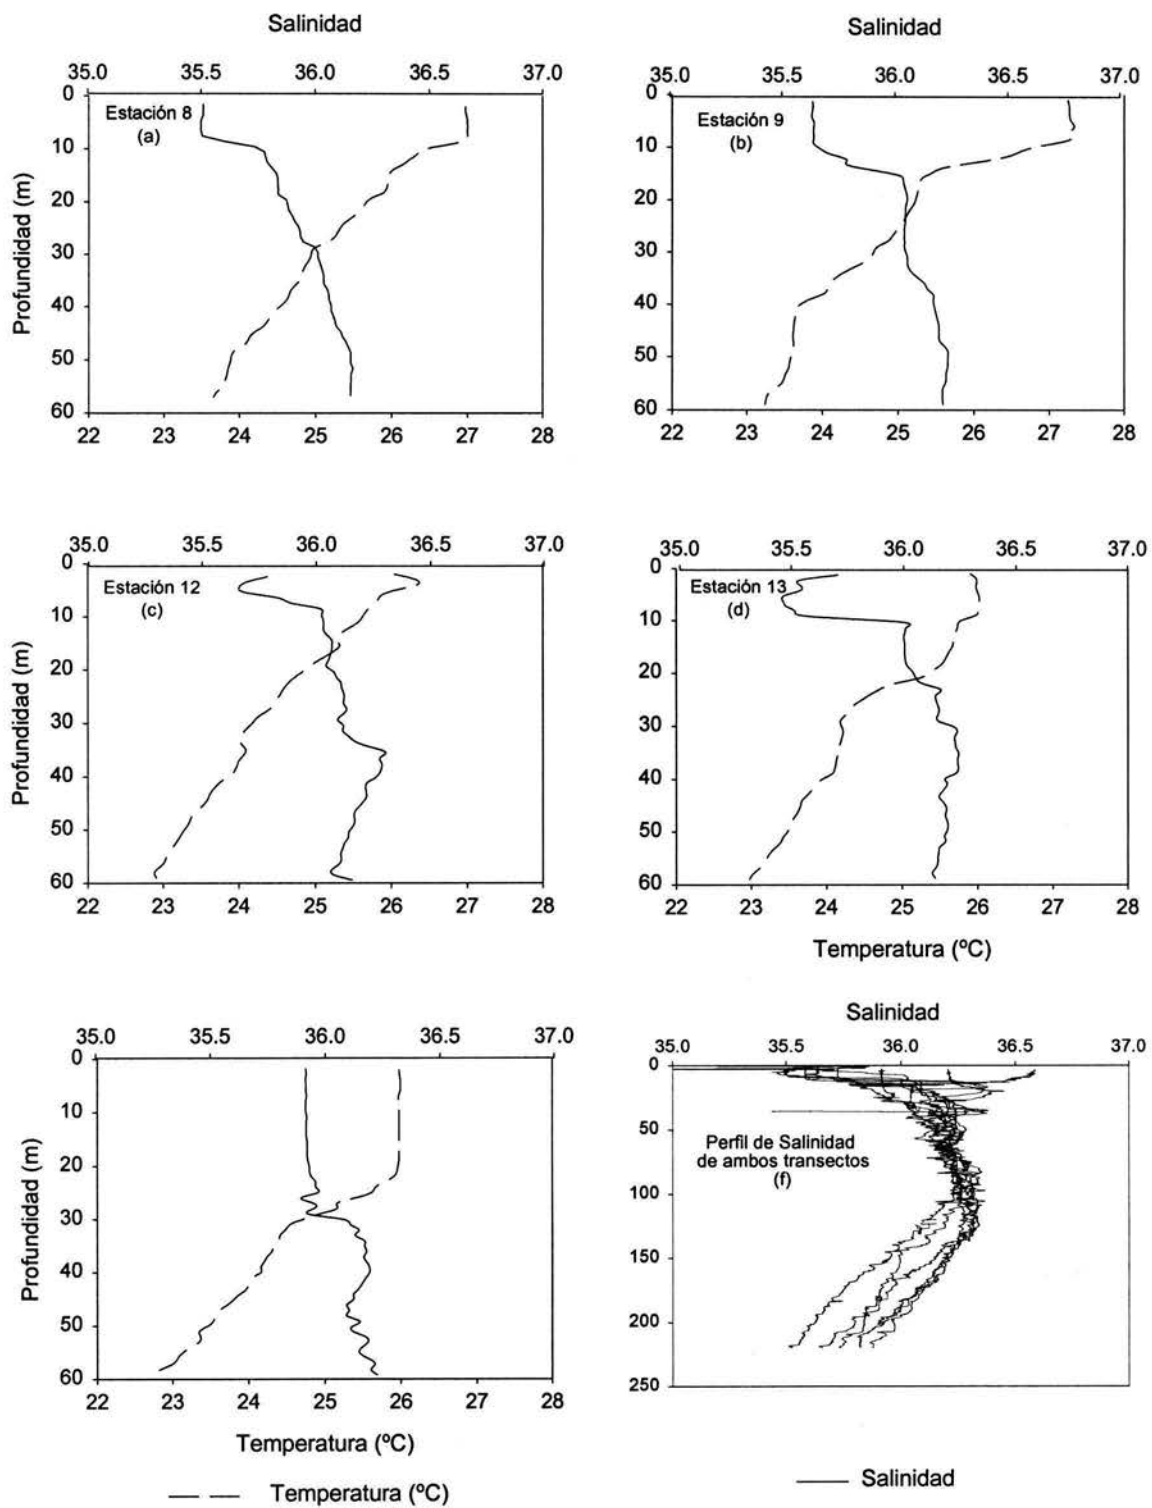 Salinidad
35.0 35.5 36.0 36.5 37.0
0
10
20
30
40
50
60
Profundidad (m)
Estación 8
(a)
22 23 24 25 26 27 28
Salinidad
35.0 35.5 36.0 36.5 37.0
0
10
20
30
40
50
60
Estación 9
(b)
22 23 24 25 26 27 28
35.0 35.5 36.0 36.5 37.0
0
10
20
30
40
50
60
Profundidad (m)
Estación 12
(c)
22 23 24 25 26 27 28
35.0 35.5 36.0 36.5 37.0
0
10
20
30
40
50
60
Estación 13
(d)
22 23 24 25 26 27 28
Temperatura (ºC)
35.0 35.5 36.0 36.5 37.0
0
10
20
30
40
50
60
Profundidad (m)
22 23 24 25 26 27 28
Temperatura (ºC)
Temperatura (ºC)
Salinidad
35.0 35.5 36.0 36.5 37.0
0
50
100
150
200
250
Perfil de Salinidad
de ambos transectos
(f)
Salinidad